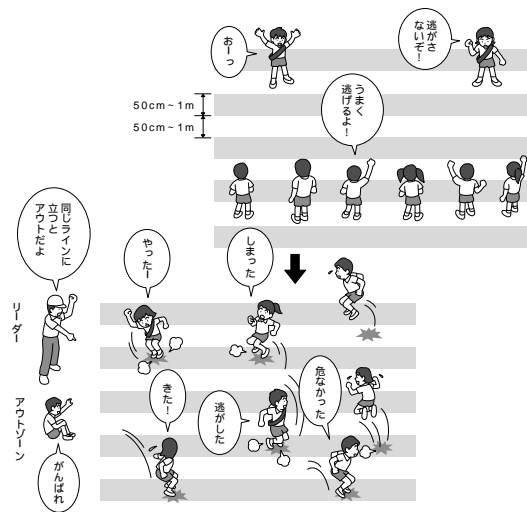 おーっ
逃がさ
ないぞ！
50cm~1m
50cm~1m
うまく
逃げるよ！
同じラインに
立つと
アウトだよ
リーダー
やったー
しまった
アウトゾーン
がんばれ
きた！
逃がした
危なかった